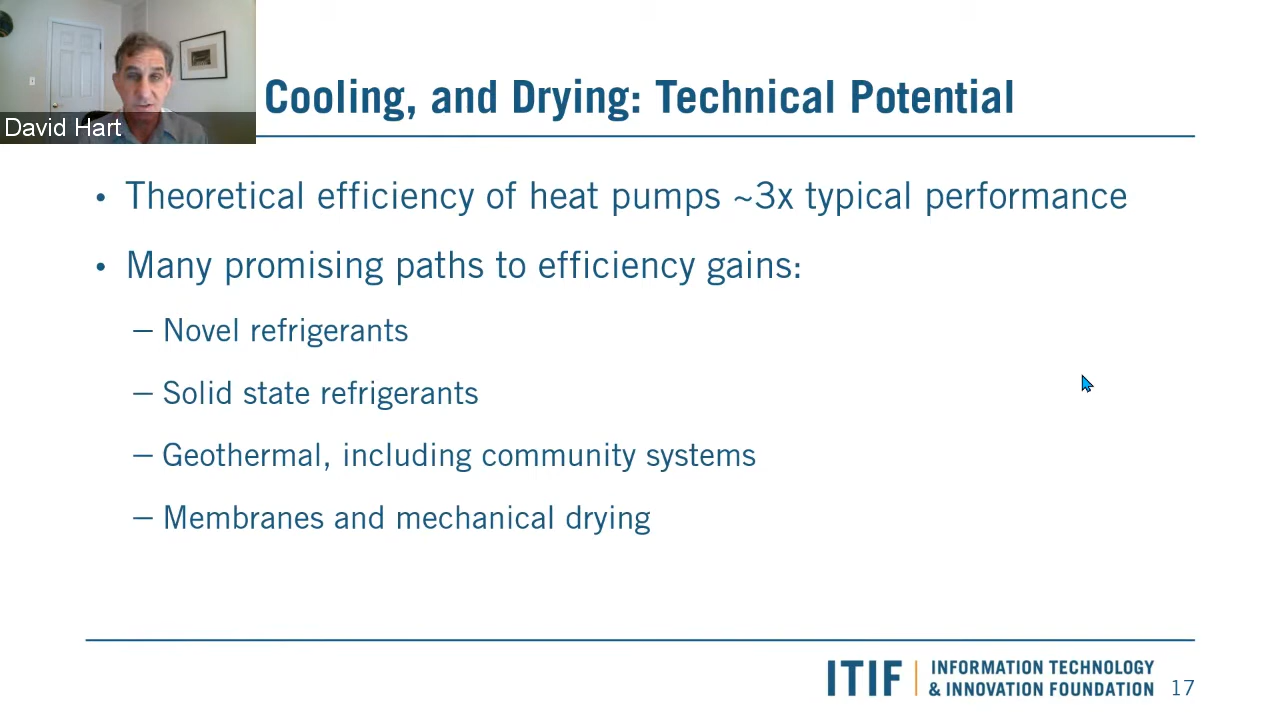 David Hart
Cooling, and Drying: Technical Potential
• Theoretical efficiency of heat pumps ~3x typical performance
• Many promising paths to efficiency gains:
– Novel refrigerants
– Solid state refrigerants
– Geothermal, including community systems
– Membranes and mechanical drying
ITIF
INFORMATION TECHNOLOGY
& INNOVATION FOUNDATION
17